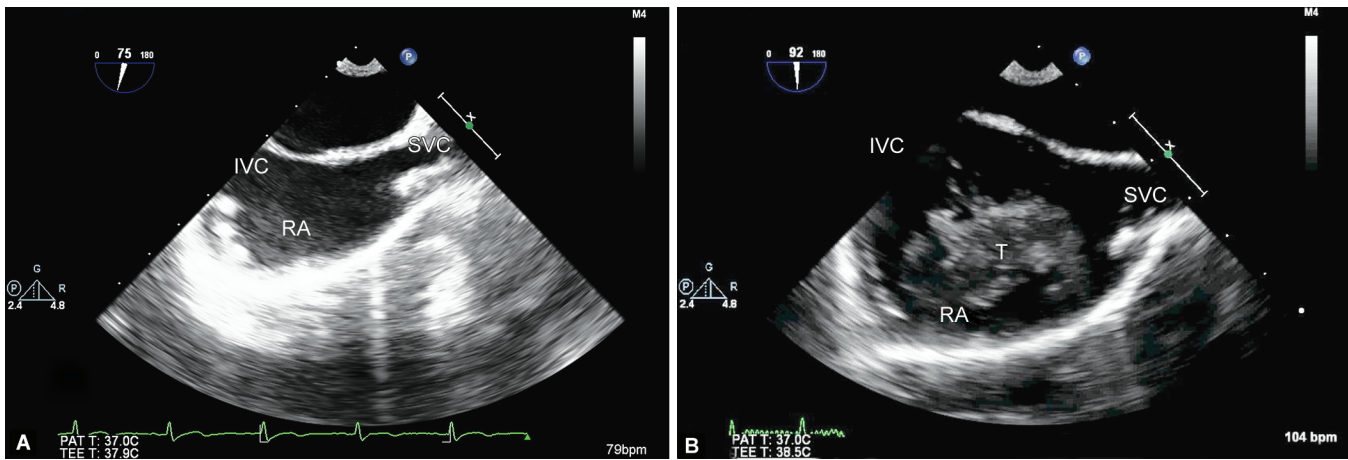 M4
0 75 180
P
X
SVC
IVC
RA
G
P R
2.4 4.8
A
PAT T: 37.0C
TEE T: 37.9C
79bpm
M4
0 92 180
P
X
IVC
SVC
T
G
P R
2.4 4.8
RA
B
PAT T: 37.0C
TEE T: 38.5C
104 bpm